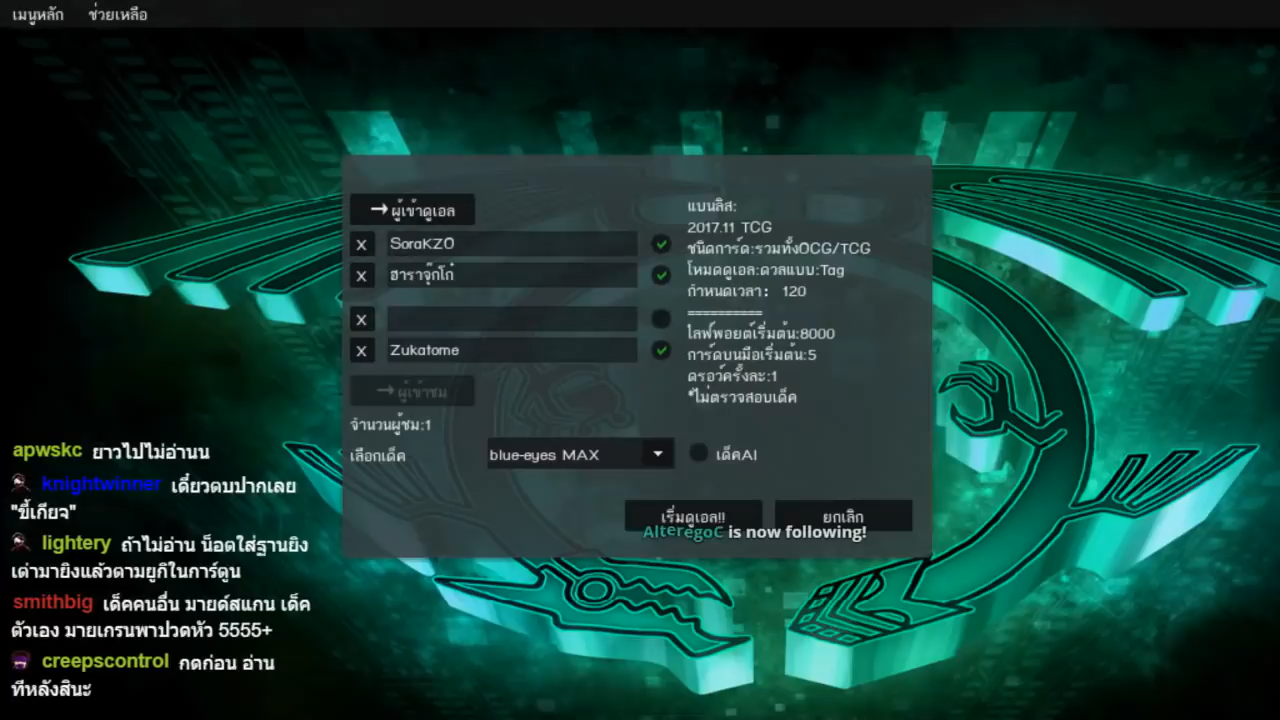 เมนูหลัก ช่วยเหลือ
→ผู้เข้าดูเอล
X SoraKZO
X ฮาราจุ๊กโก๋
X
X Zukatome
→ผู้เข้าชม
จำนวนผู้ชม:1
เลือกเด็ค blue-eyes MAX เด็คAI
แบนลิส:
2017.11 TCG
ชนิดการ์ด:รวมทั้งOCG/TCG
โหมดดูเอล:ดวลแบบ:Tag
กำหนดเวลา: 120
==========
ไลฟ์พอยต์เริ่มต้น:8000
การ์ดบนมือเริ่มต้น:5
ดรอว์ครั้งละ:1
*ไม่ตรวจสอบเด็ค
เริ่มดูเอล!! ยกเลิก
AlteregoC is now following!
apwskc ยาวไปไม่อ่านน
knightwinner เดี๋ยวตบปากเลย
"ขี้เกียจ"
lightery ถ้าไม่อ่าน น็อตใส่ฐานยิง
เด่ามายิงแล้วตามยูกิในการ์ตูน
smithbig เด็คคนอื่น มายด์สแกน เด็ค
ตัวเอง มายเกรนพาปวดหัว 5555+
creepscontrol กดก่อน อ่าน
ทีหลังสินะ